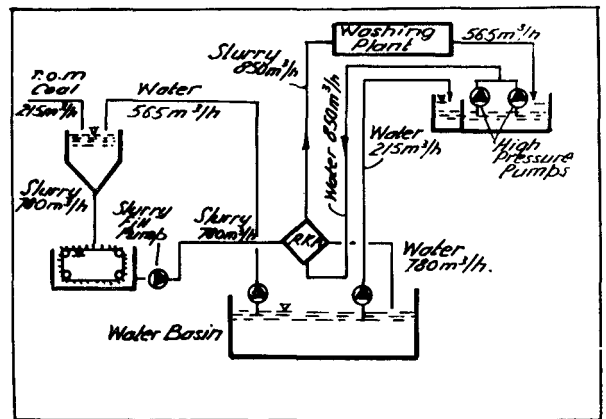 Washing
Plant
565m³/h
Slurry
850m³/h
r.o.m
Coal
215m³/h
Water
565m³/h
Water 850m³/h
Water
215m³/h
High
Pressure
Pumps
Slurry
780m³/h
Slurry
Fill
Pump
Slurry
780m³/h
Water
780m³/h.
Water Basin